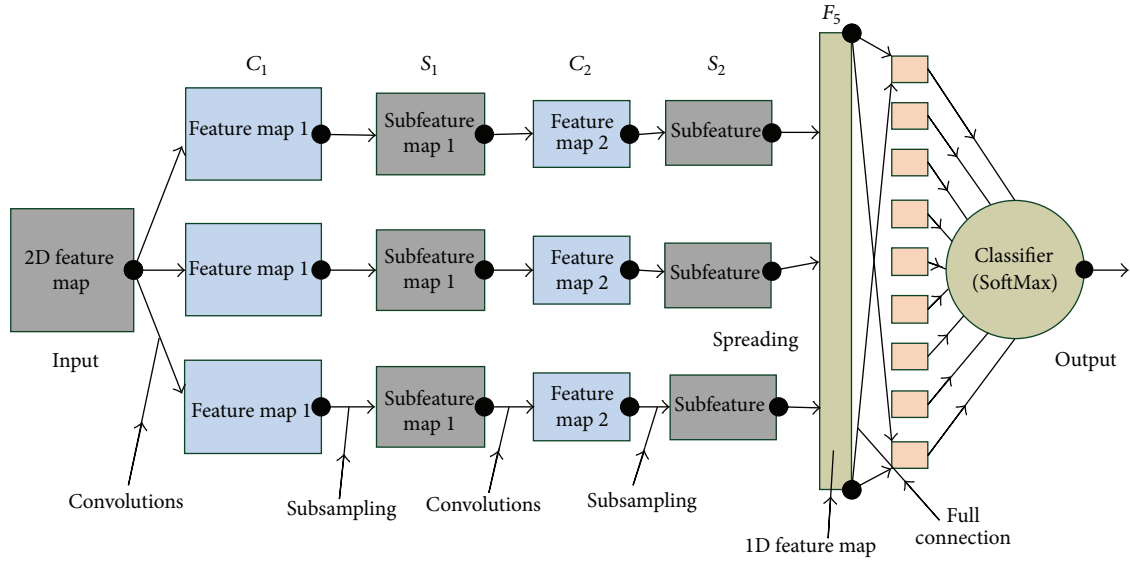 C₁
S₁
C₂
S₂
F₅
Feature map 1
Subfeature
map 1
Feature
map 2
Subfeature
2D feature
map
Input
Feature map 1
Subfeature
map 1
Feature
map 2
Subfeature
Spreading
Classifier
(SoftMax)
Output
Feature map 1
Subfeature
map 1
Feature
map 2
Subfeature
Convolutions
Subsampling
Convolutions
Subsampling
1D feature map
Full
connection